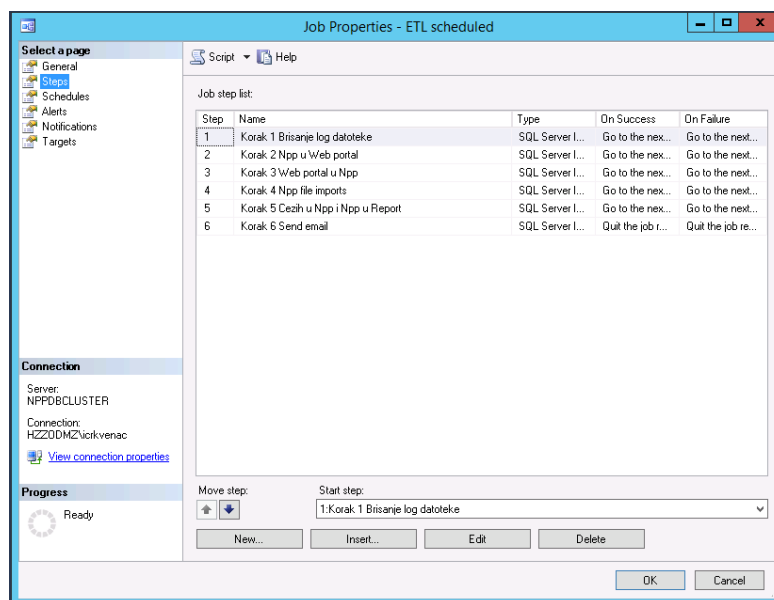 Job Properties - ETL scheduled
Select a page
General
Steps
Schedules
Alerts
Notifications
Targets
Script
Help
Job step list:
Step Name Type On Success On Failure
1 Korak 1 Brisanje log datoteke SQL Server I... Go to the nex... Go to the next...
2 Korak 2 Npp u Web portal SQL Server I... Go to the nex... Go to the next...
3 Korak 3 Web portal u Npp SQL Server I... Go to the nex... Go to the next...
4 Korak 4 Npp file imports SQL Server I... Go to the nex... Go to the next...
5 Korak 5 Cezih u Npp i Npp u Report SQL Server I... Go to the nex... Go to the next...
6 Korak 6 Send email SQL Server I... Quit the job r... Quit the job re...
Connection
Server:
NPPDBCLUSTER
Connection:
HZZODMZ\icrkvenac
View connection properties
Progress
Ready
Move step:
Start step:
1:Korak 1 Brisanje log datoteke
New...
Insert...
Edit
Delete
OK
Cancel